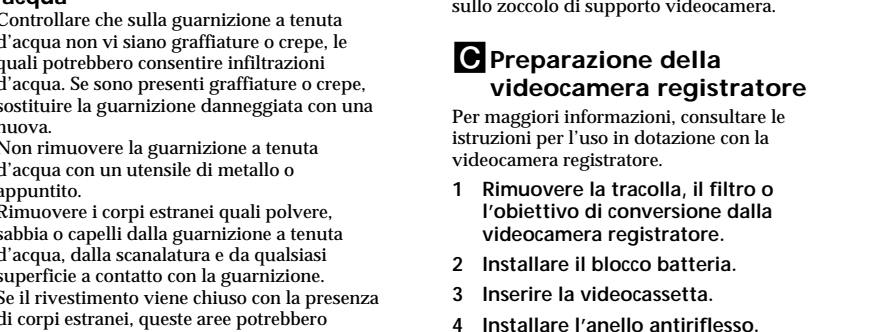 acqua
Controllare che sulla guarnizione a tenuta
d'acqua non vi siano graffiature o crepe, le
quali potrebbero consentire infiltrazioni
d'acqua. Se sono presenti graffiature o crepe,
sostituire la guarnizione danneggiata con una
nuova.
Non rimuovere la guarnizione a tenuta
d'acqua con un utensile di metallo o
appuntito.
Rimuovere i corpi estranei quali polvere,
sabbia o capelli dalla guarnizione a tenuta
d'acqua, dalla scanalatura e da qualsiasi
superficie a contatto con la guarnizione.
Se il rivestimento viene chiuso con la presenza
di corpi estranei, queste aree potrebbero
sullo zoccolo di supporto videocamera.
C Preparazione della
videocamera registratore
Per maggiori informazioni, consultare le
istruzioni per l'uso in dotazione con la
videocamera registratore.
1 Rimuovere la tracolla, il filtro o
l'obiettivo di conversione dalla
videocamera registratore.
2 Installare il blocco batteria.
3 Inserire la videocassetta.
4 Installare l'anello antiriflesso.